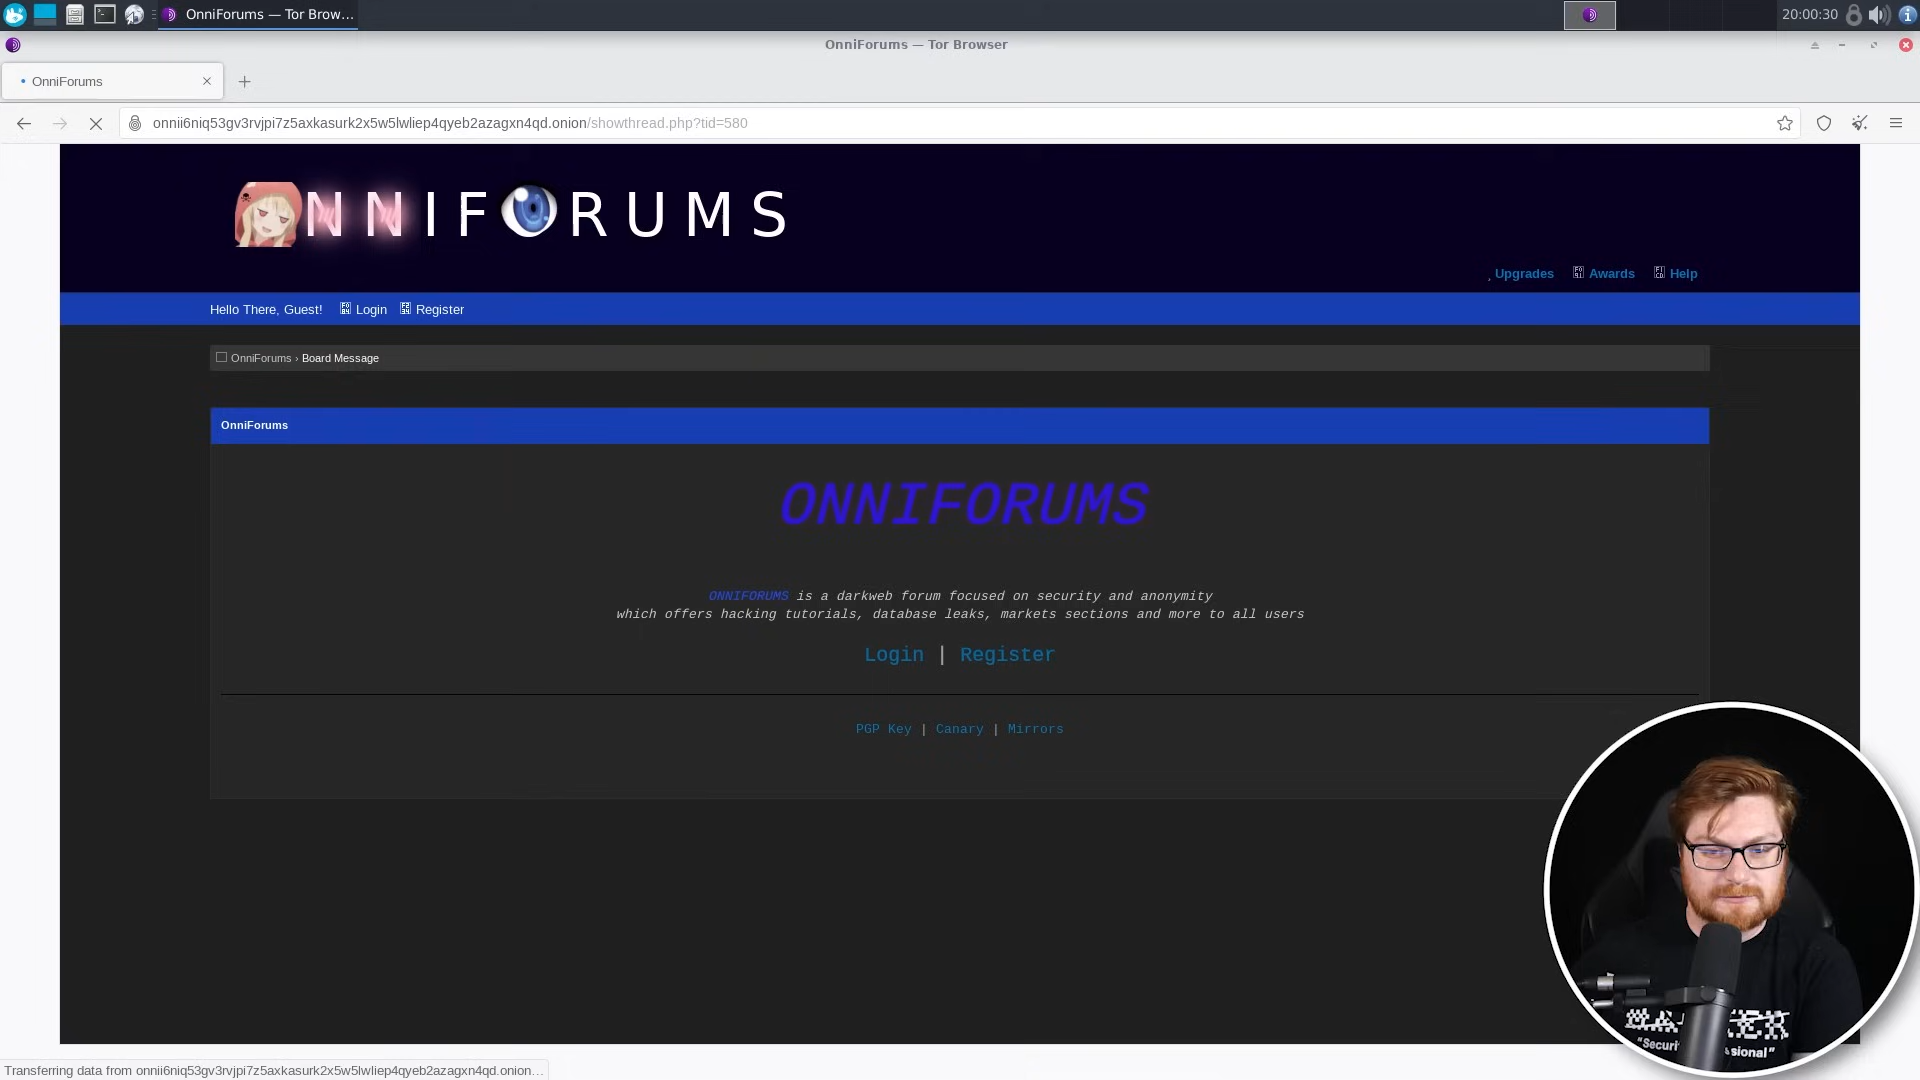 OnniForums — Tor Brow…
20:00:30
OnniForums — Tor Browser
OnniForums
onnii6niq53gv3rvjpi7z5axkasurk2x5w5lwliep4qyeb2azagxn4qd.onion/showthread.php?tid=580
NNIF RUMS
Upgrades Awards Help
Hello There, Guest! Login Register
OnniForums › Board Message
OnniForums
ONNIFORUMS
ONNIFORUMS is a darkweb forum focused on security and anonymity
which offers hacking tutorials, database leaks, markets sections and more to all users
Login | Register
PGP Key | Canary | Mirrors
Transferring data from onnii6niq53gv3rvjpi7z5axkasurk2x5w5lwliep4qyeb2azagxn4qd.onion…